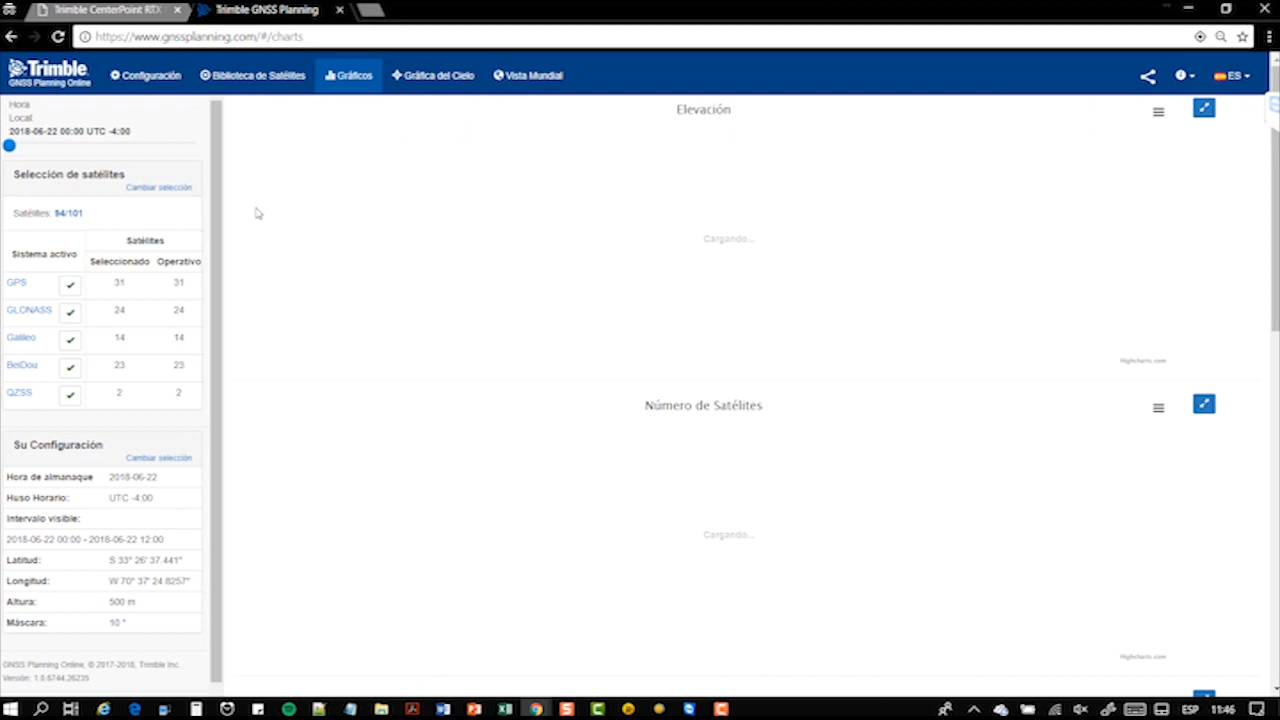 Trimble CenterPoint RTX
Trimble GNSS Planning
https://www.gnssplanning.com/#/charts
Trimble.
GNSS Planning Online
Configuración
Biblioteca de Satélites
Gráficos
Gráfica del Cielo
Vista Mundial
ES
Hora
Local:
2018-06-22 00:00 UTC -4:00
Selección de satélites
Cambiar selección
Satélites: 94/101
Sistema activo
Satélites
Seleccionado Operativo
GPS 31 31
GLONASS 24 24
Galileo 14 14
BeiDou 23 23
QZSS 2 2
Su Configuración
Cambiar selección
Hora de almanaque 2018-06-22
Huso Horario: UTC -4:00
Intervalo visible:
2018-06-22 00:00 - 2018-06-22 12:00
Latitud: S 33° 26' 37.441"
Longitud: W 70° 37' 24.8257"
Altura: 500 m
Máscara: 10 °
GNSS Planning Online, © 2017-2018, Trimble Inc.
Versión: 1.0.6744.26235
Elevación
Cargando...
Highcharts.com
Número de Satélites
Cargando...
Highcharts.com
ESP 11:46